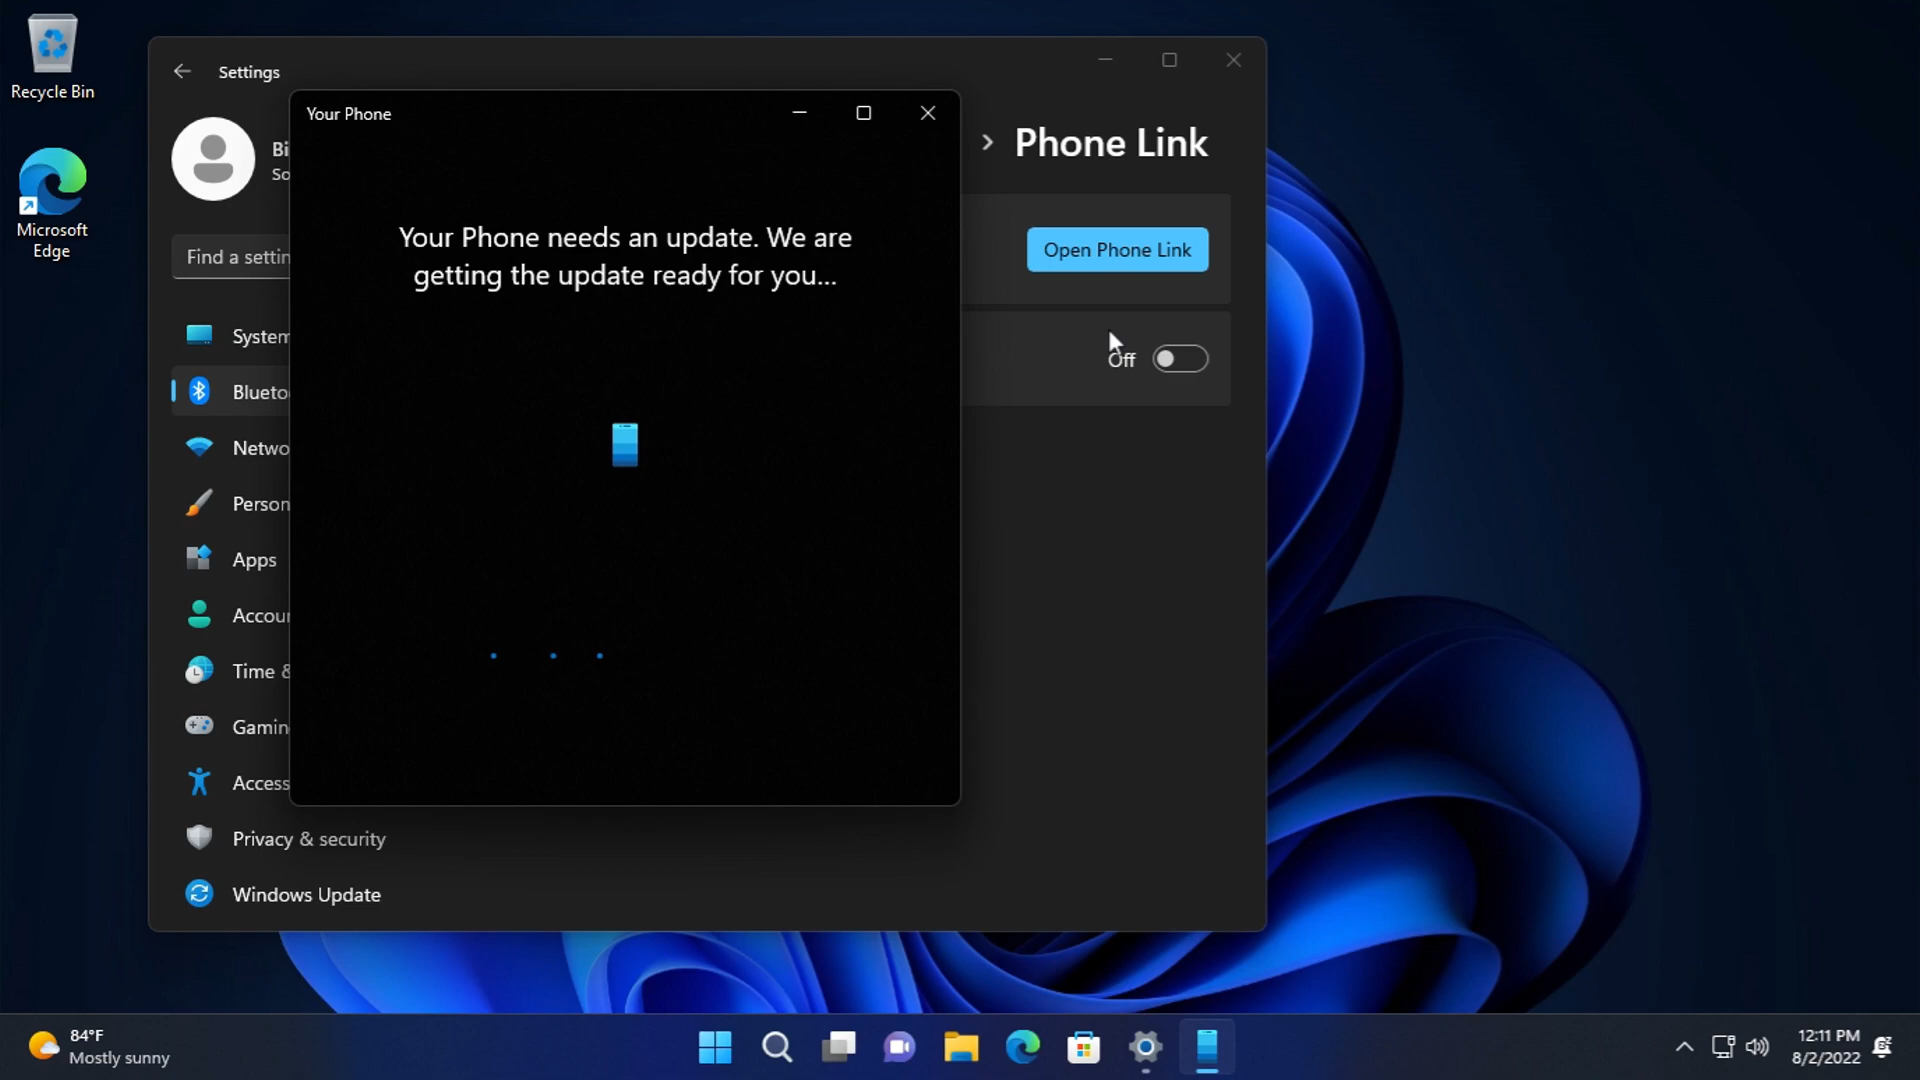 Recycle Bin
Microsoft
Edge
Settings
Bi
So
Find a settin
System
Blueto
Netwo
Person
Apps
Accou
Time &
Gamin
Access
Privacy & security
Windows Update
Your Phone
Your Phone needs an update. We are
getting the update ready for you...
> Phone Link
Open Phone Link
Off
84°F
Mostly sunny
12:11 PM
8/2/2022